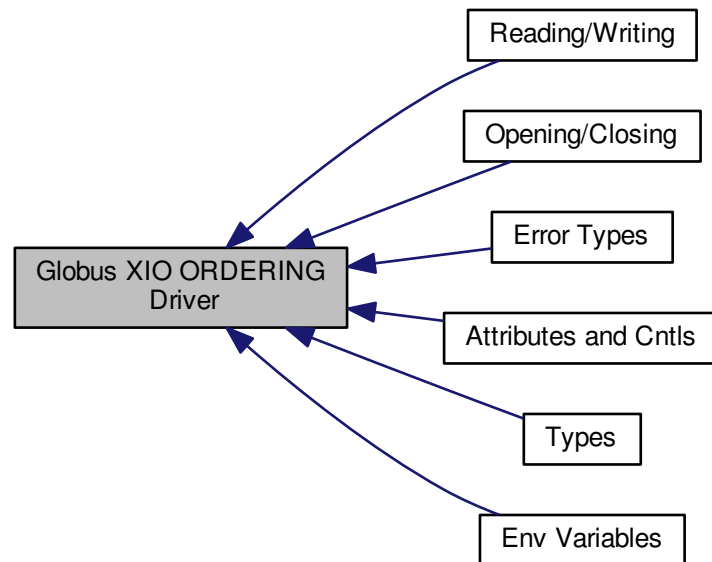 Reading/Writing
Opening/Closing
Error Types
Globus XIO ORDERING
Driver
Attributes and Cntls
Types
Env Variables